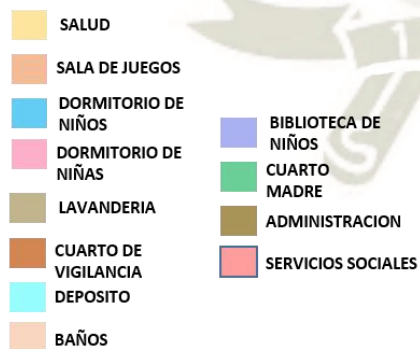 SALUD
SALA DE JUEGOS
DORMITORIO DE
NIÑOS
DORMITORIO DE
NIÑAS
LAVANDERIA
CUARTO DE
VIGILANCIA
DEPOSITO
BAÑOS
BIBLIOTECA DE
NIÑOS
CUARTO
MADRE
ADMINISTRACION
SERVICIOS SOCIALES
1